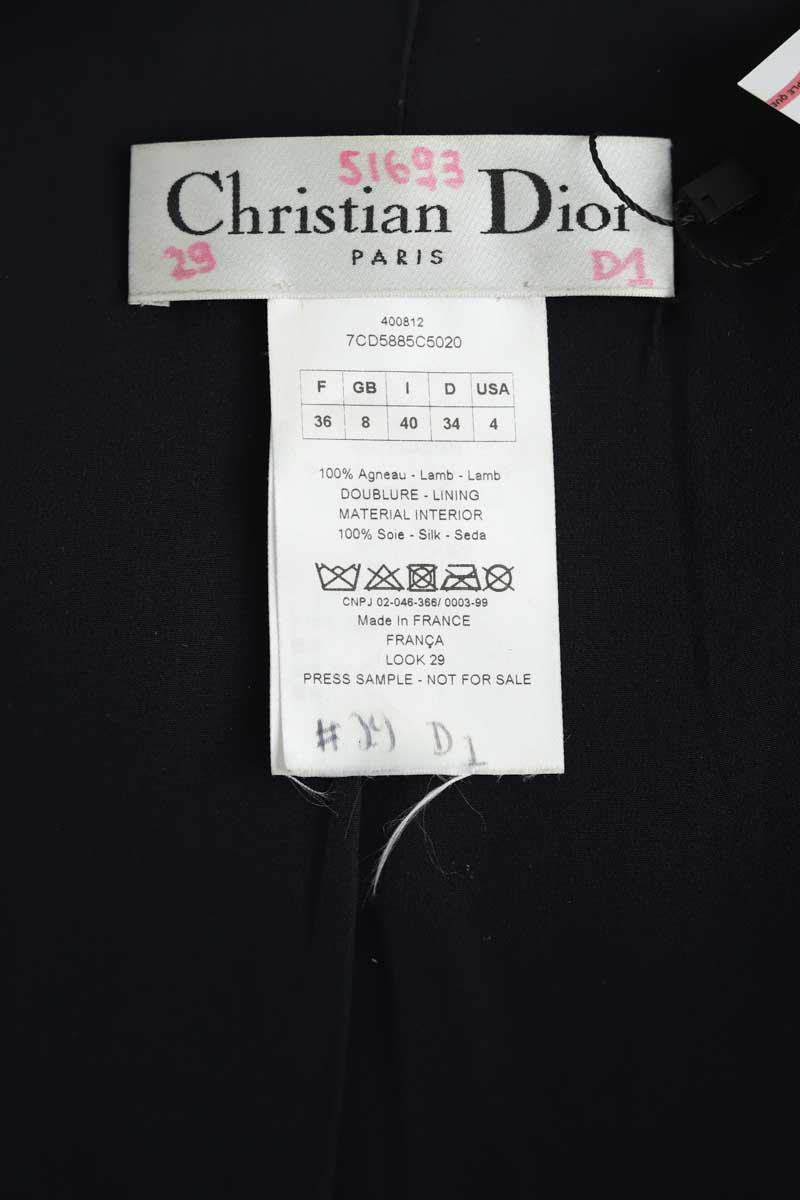 51693
Christian Dior
PARIS
29 D1
400812
7CD5885C5020
F GB I D USA
36 8 40 34 4
100% Agneau - Lamb - Lamb
DOUBLURE - LINING
MATERIAL INTERIOR
100% Soie - Silk - Seda
CNPJ 02-046-366/ 0003-99
Made In FRANCE
FRANÇA
LOOK 29
PRESS SAMPLE - NOT FOR SALE
#29 D1